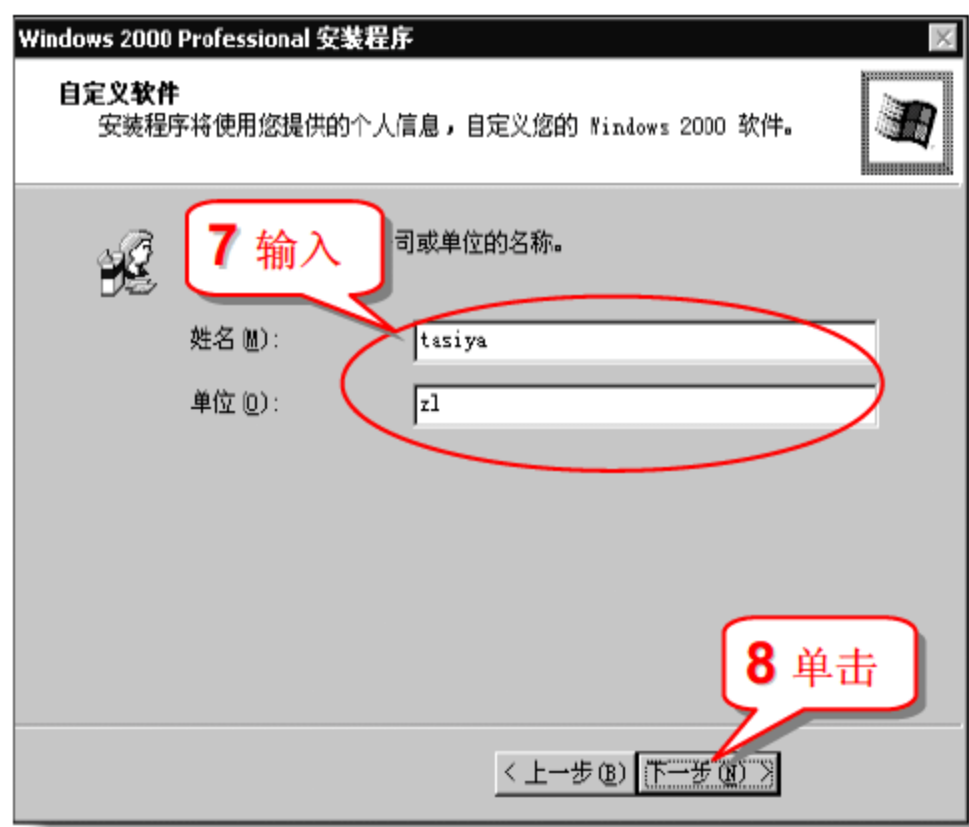 Windows 2000 Professional 安装程序
自定义软件
安装程序将使用您提供的个人信息，自定义您的 Windows 2000 软件。
7 输入
司或单位的名称。
姓名(M):
tasiya
单位(O):
zl
8 单击
< 上一步(B)
下一步(N) >